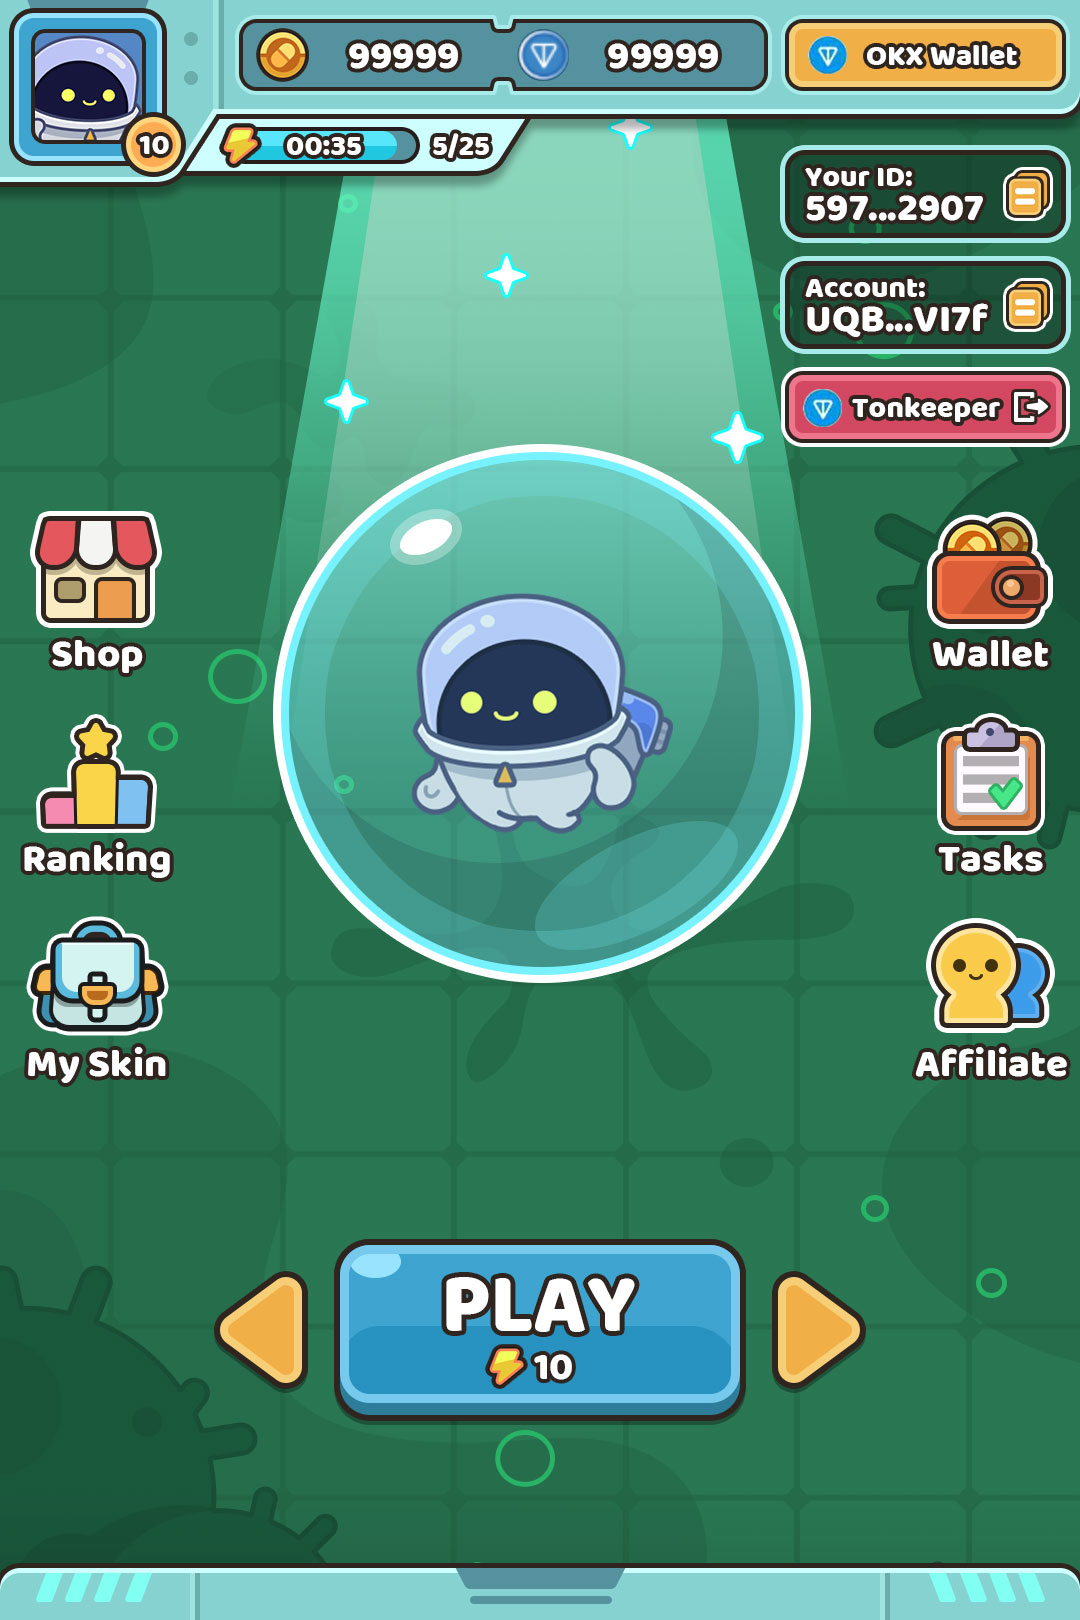 99999
99999
OKX Wallet
10
00:35
5/25
Your ID:
597...2907
Account:
UQB...VI7f
Tonkeeper
Shop
Wallet
Ranking
Tasks
My Skin
Affiliate
PLAY
10